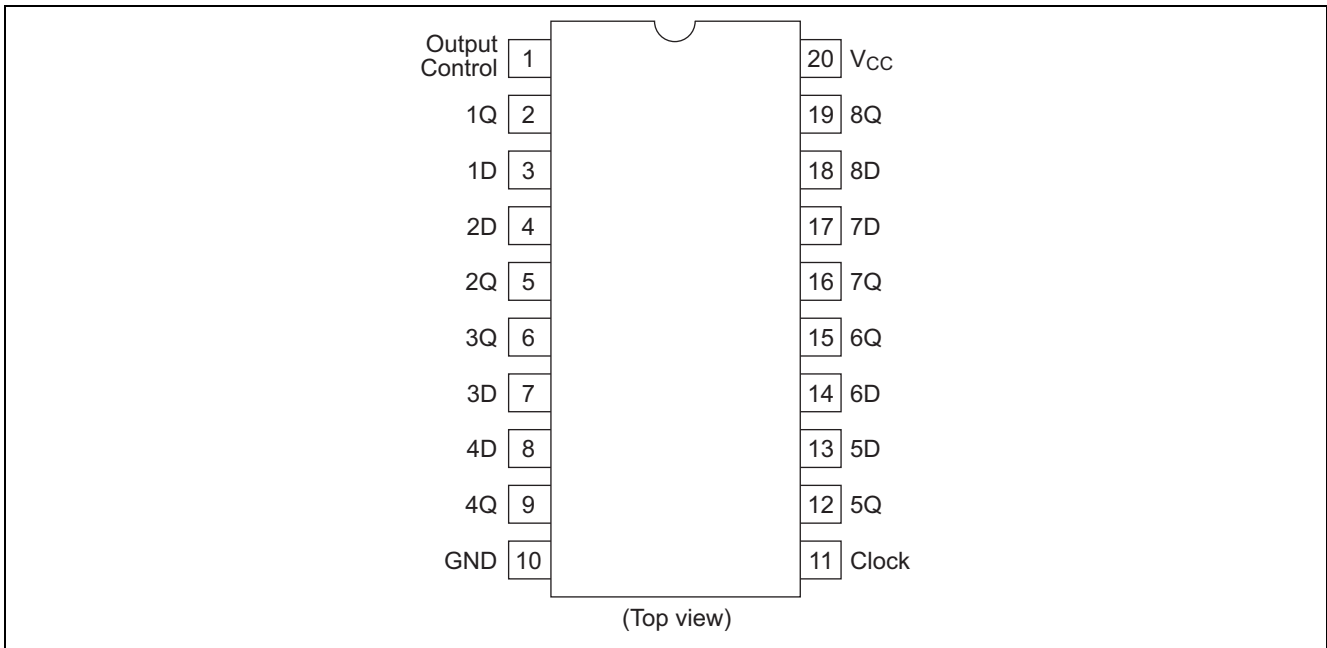 Output Control 1 20 VCC
1Q 2 19 8Q
1D 3 18 8D
2D 4 17 7D
2Q 5 16 7Q
3Q 6 15 6Q
3D 7 14 6D
4D 8 13 5D
4Q 9 12 5Q
GND 10 11 Clock
(Top view)